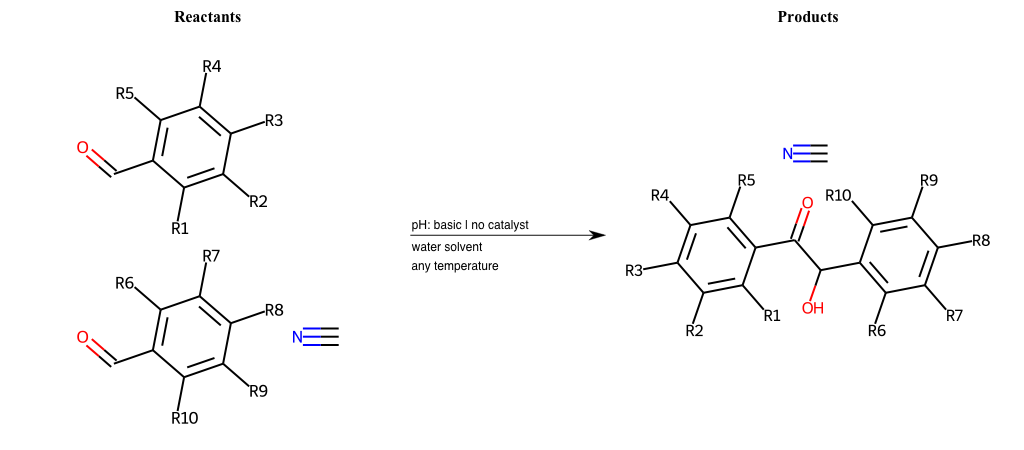 Reactants
Products
R4
R5
R3
O
R2
R1
R7
R6
R8
O
N
R9
R10
pH: basic | no catalyst
water solvent
any temperature
N
R5
R9
R4
R10
O
R8
R3
OH
R1
R7
R2
R6